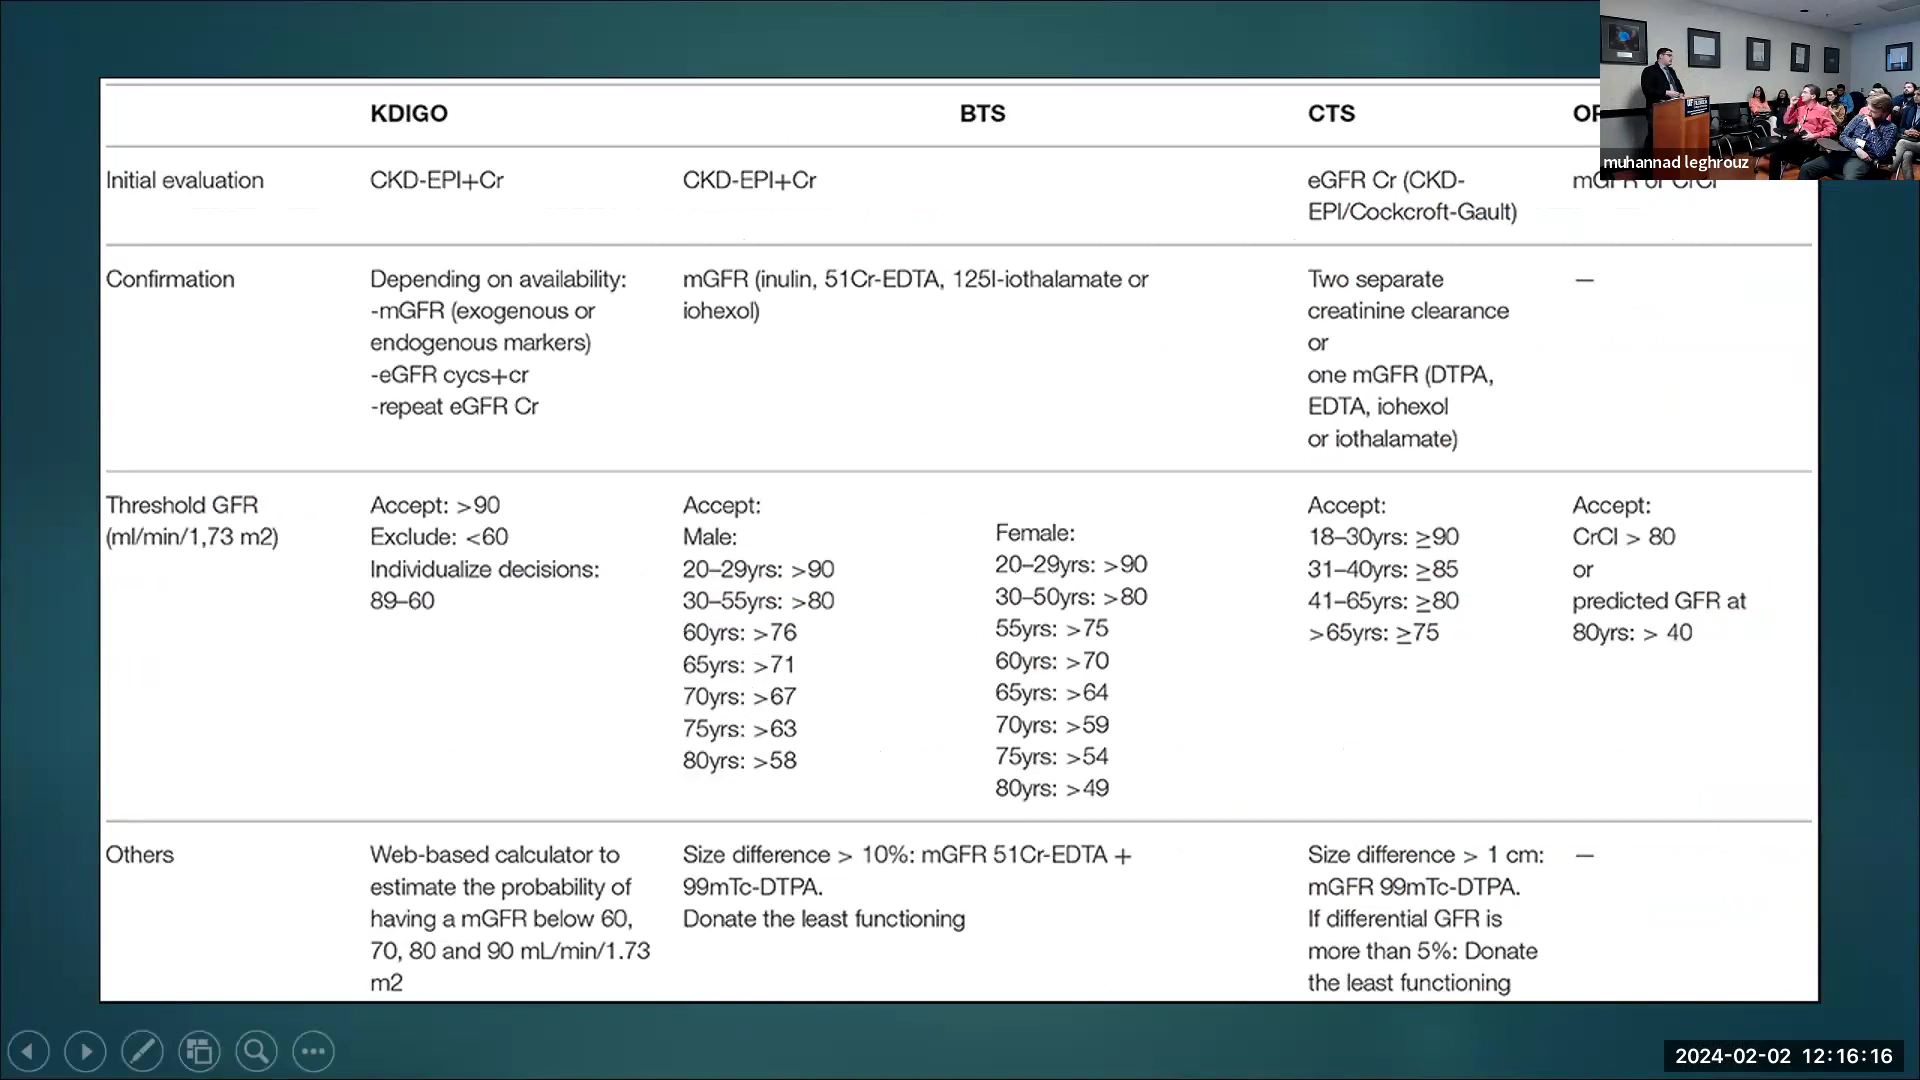 KDIGO
BTS
CTS
muhannad leghrouz
Initial evaluation
CKD-EPI+Cr
CKD-EPI+Cr
eGFR Cr (CKD-
EPI/Cockcroft-Gault)
mGFR or CrCl
Confirmation
Depending on availability:
-mGFR (exogenous or
endogenous markers)
-eGFR cycs+cr
-repeat eGFR Cr
mGFR (inulin, 51Cr-EDTA, 125I-iothalamate or
iohexol)
Two separate
creatinine clearance
or
one mGFR (DTPA,
EDTA, iohexol
or iothalamate)
—
Threshold GFR
(ml/min/1,73 m2)
Accept: >90
Exclude: <60
Individualize decisions:
89–60
Accept:
Male:
20–29yrs: >90
30–55yrs: >80
60yrs: >76
65yrs: >71
70yrs: >67
75yrs: >63
80yrs: >58
Female:
20–29yrs: >90
30–50yrs: >80
55yrs: >75
60yrs: >70
65yrs: >64
70yrs: >59
75yrs: >54
80yrs: >49
Accept:
18–30yrs: ≥90
31–40yrs: ≥85
41–65yrs: ≥80
>65yrs: ≥75
Accept:
CrCl > 80
or
predicted GFR at
80yrs: > 40
Others
Web-based calculator to
estimate the probability of
having a mGFR below 60,
70, 80 and 90 mL/min/1.73
m2
Size difference > 10%: mGFR 51Cr-EDTA +
99mTc-DTPA.
Donate the least functioning
Size difference > 1 cm:
mGFR 99mTc-DTPA.
If differential GFR is
more than 5%: Donate
the least functioning
—
2024-02-02 12:16:16